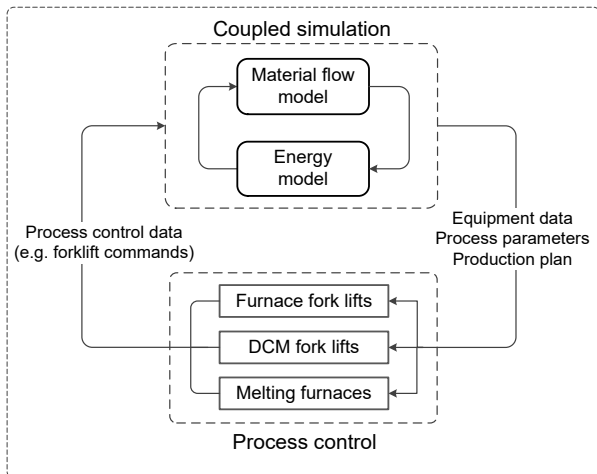 Coupled simulation
Material flow
model
Energy
model
Process control data
(e.g. forklift commands)
Equipment data
Process parameters
Production plan
Furnace fork lifts
DCM fork lifts
Melting furnaces
Process control